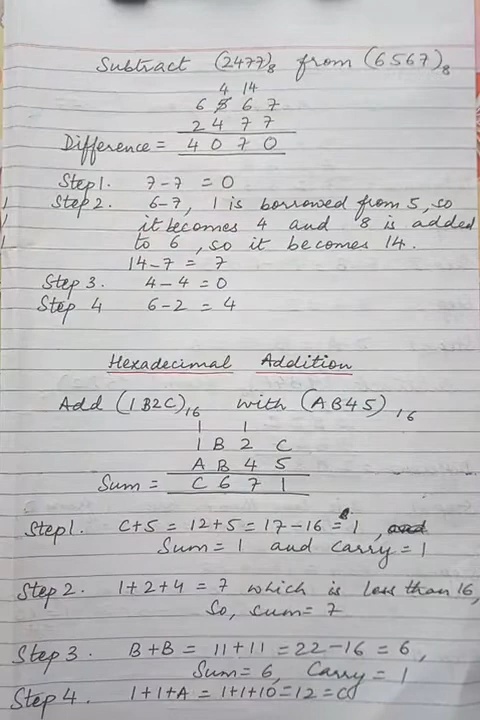 Subtract (2477)8 from (6567)8
4 14
6 5 6 7
2 4 7 7
Difference = 4 0 7 0
Step1. 7-7 = 0
Step2. 6-7, 1 is borrowed from 5, so
it becomes 4 and 8 is added
to 6, so it becomes 14.
14-7 = 7
Step 3. 4-4 = 0
Step 4 6-2 = 4
Hexadecimal Addition
Add (1B2C)16 with (AB45)16
1 1
1 B 2 C
A B 4 5
Sum = C 6 7 1
Step1. C+5 = 12+5 = 17-16 = 1, and
Sum = 1 and carry = 1
Step 2. 1+2+4 = 7 which is less than 16,
So, sum = 7
Step 3. B+B = 11+11 = 22-16 = 6,
Sum = 6, Carry = 1
Step 4. 1+1+A = 1+1+10 = 12 = C